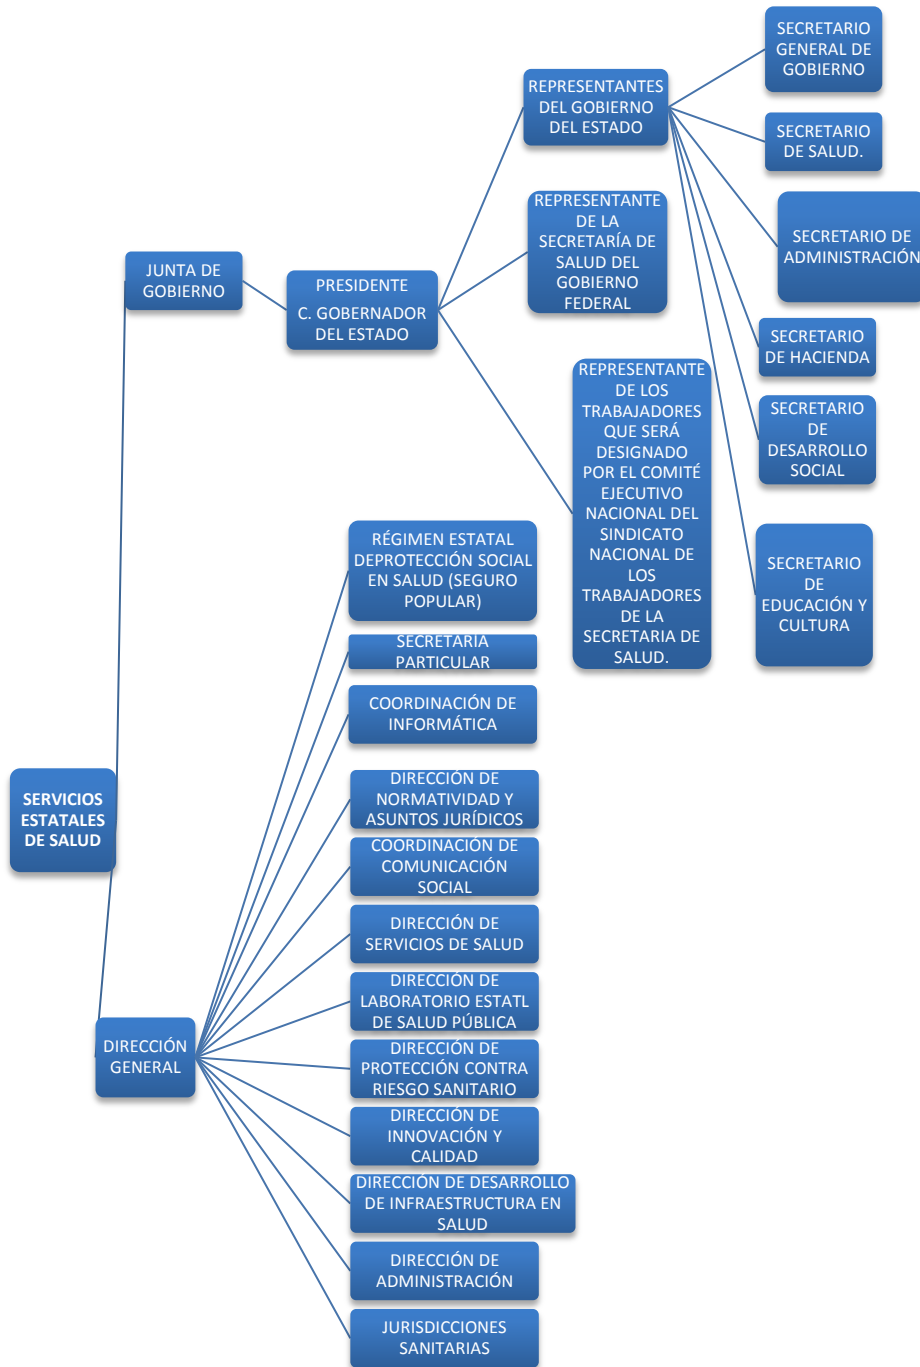 SECRETARIO
GENERAL DE
GOBIERNO
REPRESENTANTES
DEL GOBIERNO
DEL ESTADO
SECRETARIO
DE SALUD.
REPRESENTANTE
DE LA
SECRETARÍA DE
SALUD DEL
GOBIERNO
FEDERAL
SECRETARIO DE
ADMINISTRACIÓN
JUNTA DE
GOBIERNO
PRESIDENTE
C. GOBERNADOR
DEL ESTADO
SECRETARIO
DE HACIENDA
REPRESENTANTE
DE LOS
TRABAJADORES
QUE SERÁ
DESIGNADO
POR EL COMITÉ
EJECUTIVO
NACIONAL DEL
SINDICATO
NACIONAL DE
LOS
TRABAJADORES
DE LA
SECRETARIA DE
SALUD.
SECRETARIO
DE
DESARROLLO
SOCIAL
SECRETARIO
DE
EDUCACIÓN Y
CULTURA
RÉGIMEN ESTATAL
DEPROTECCIÓN SOCIAL
EN SALUD (SEGURO
POPULAR)
SECRETARIA
PARTICULAR
COORDINACIÓN DE
INFORMÁTICA
SERVICIOS
ESTATALES
DE SALUD
DIRECCIÓN DE
NORMATIVIDAD Y
ASUNTOS JURÍDICOS
COORDINACIÓN DE
COMUNICACIÓN
SOCIAL
DIRECCIÓN DE
SERVICIOS DE SALUD
DIRECCIÓN DE
LABORATORIO ESTATL
DE SALUD PÚBLICA
DIRECCIÓN
GENERAL
DIRECCIÓN DE
PROTECCIÓN CONTRA
RIESGO SANITARIO
DIRECCIÓN DE
INNOVACIÓN Y
CALIDAD
DIRECCIÓN DE DESARROLLO
DE INFRAESTRUCTURA EN
SALUD
DIRECCIÓN DE
ADMINISTRACIÓN
JURISDICCIONES
SANITARIAS